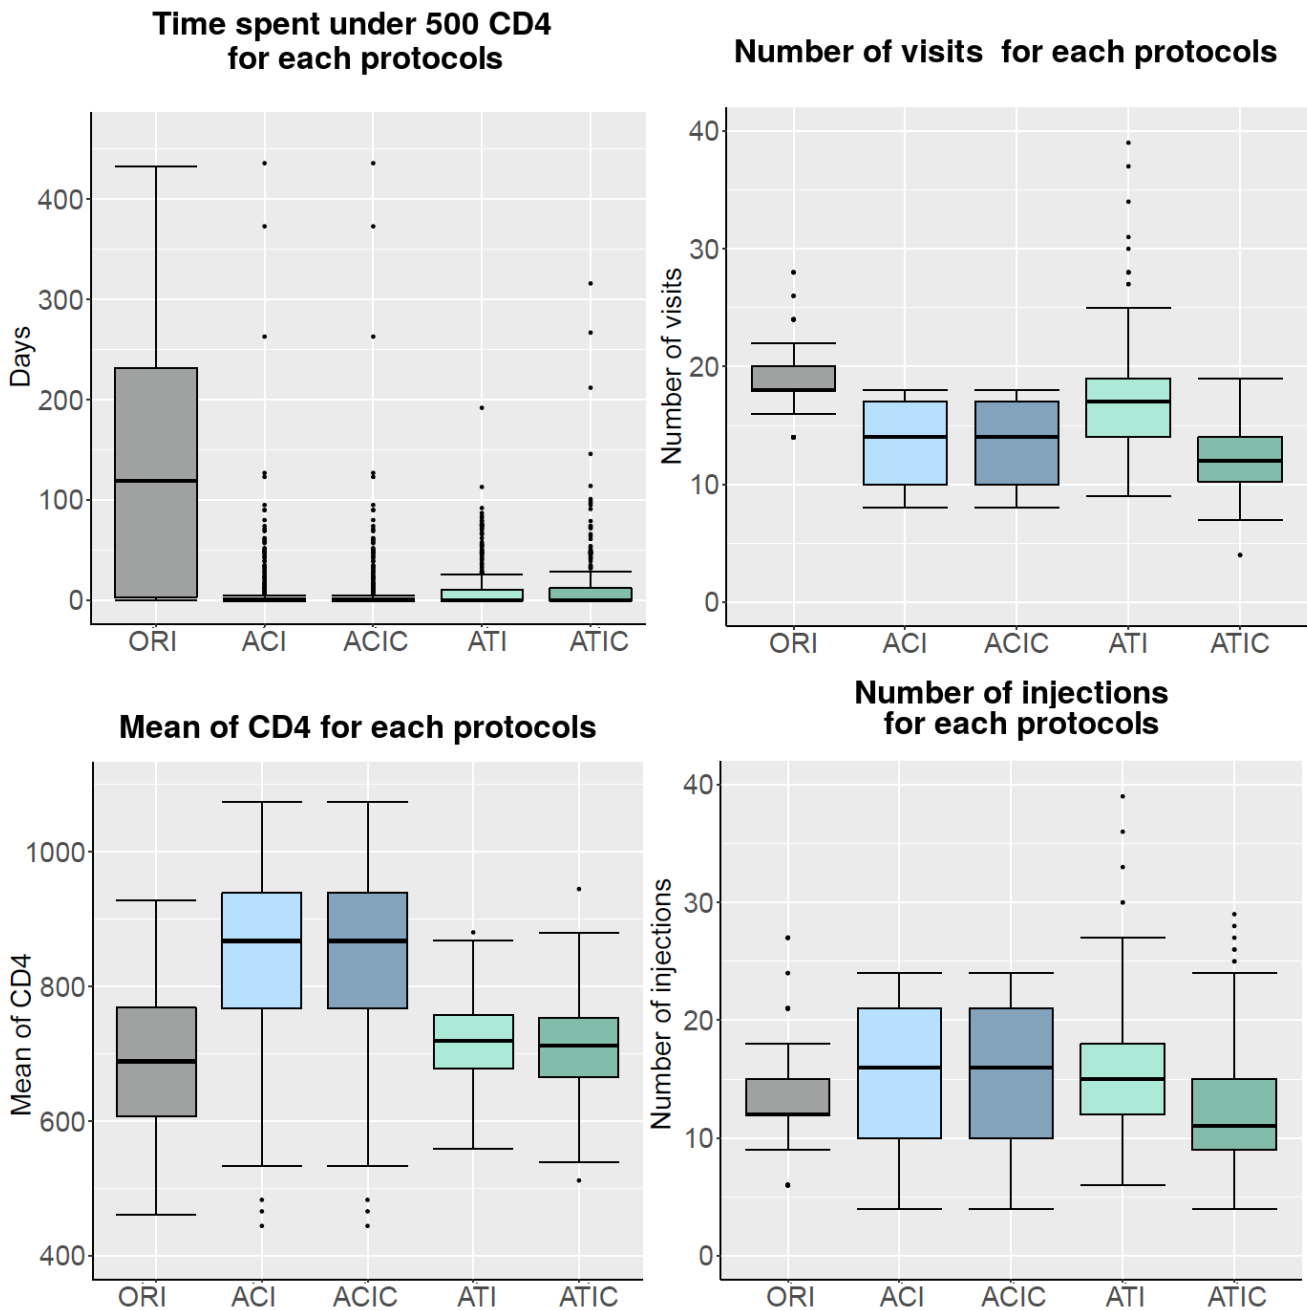 Time spent under 500 CD4
for each protocols
Days
400
300
200
100
0
ORI ACI ACIC ATI ATIC
Number of visits  for each protocols
Number of visits
40
30
20
10
0
ORI ACI ACIC ATI ATIC
Mean of CD4 for each protocols
Mean of CD4
1000
800
600
400
ORI ACI ACIC ATI ATIC
Number of injections
for each protocols
Number of injections
40
30
20
10
0
ORI ACI ACIC ATI ATIC